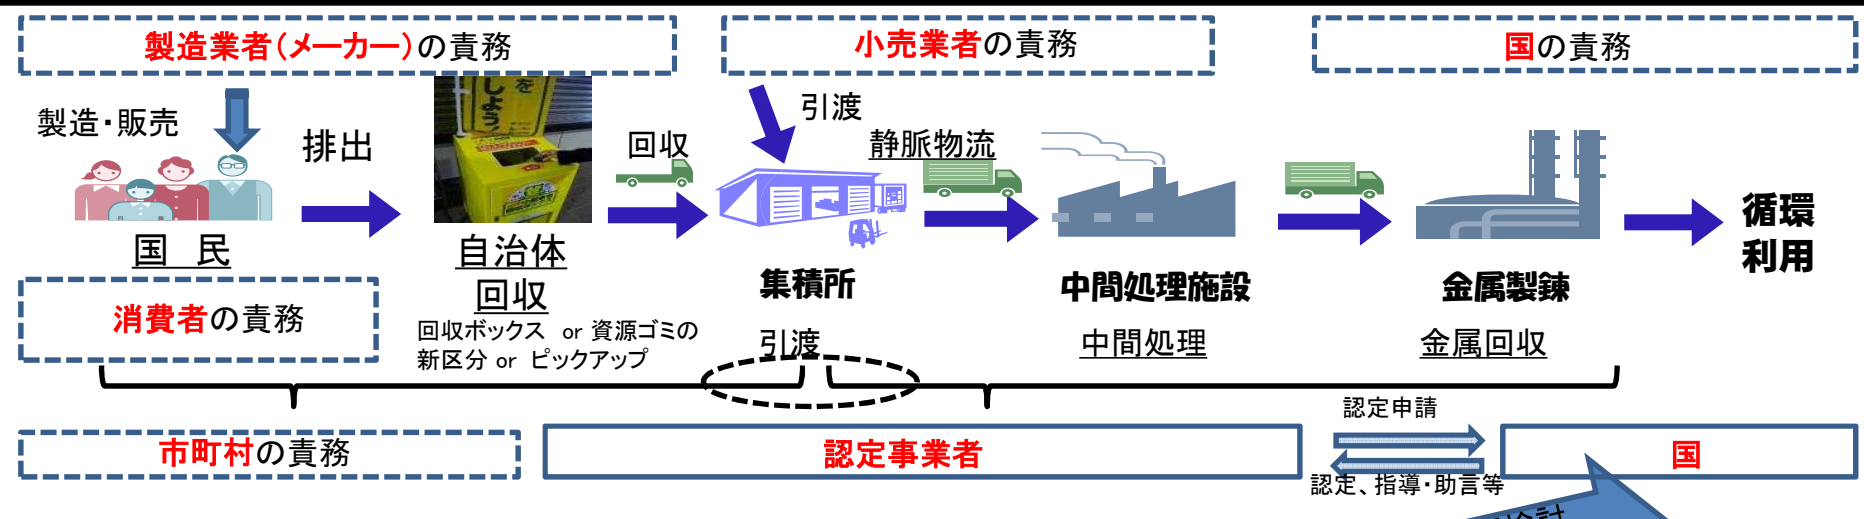 製造業者(メーカー)の責務
小売業者の責務
国の責務
製造・販売
排出
を
しよう
回収
引渡
静脈物流
国 民
自治体
回収
回収ボックス or 資源ゴミの
新区分 or ピックアップ
集積所
引渡
中間処理施設
中間処理
金属製錬
金属回収
循環
利用
消費者の責務
市町村の責務
認定事業者
認定申請
認定、指導・助言等
国
検討